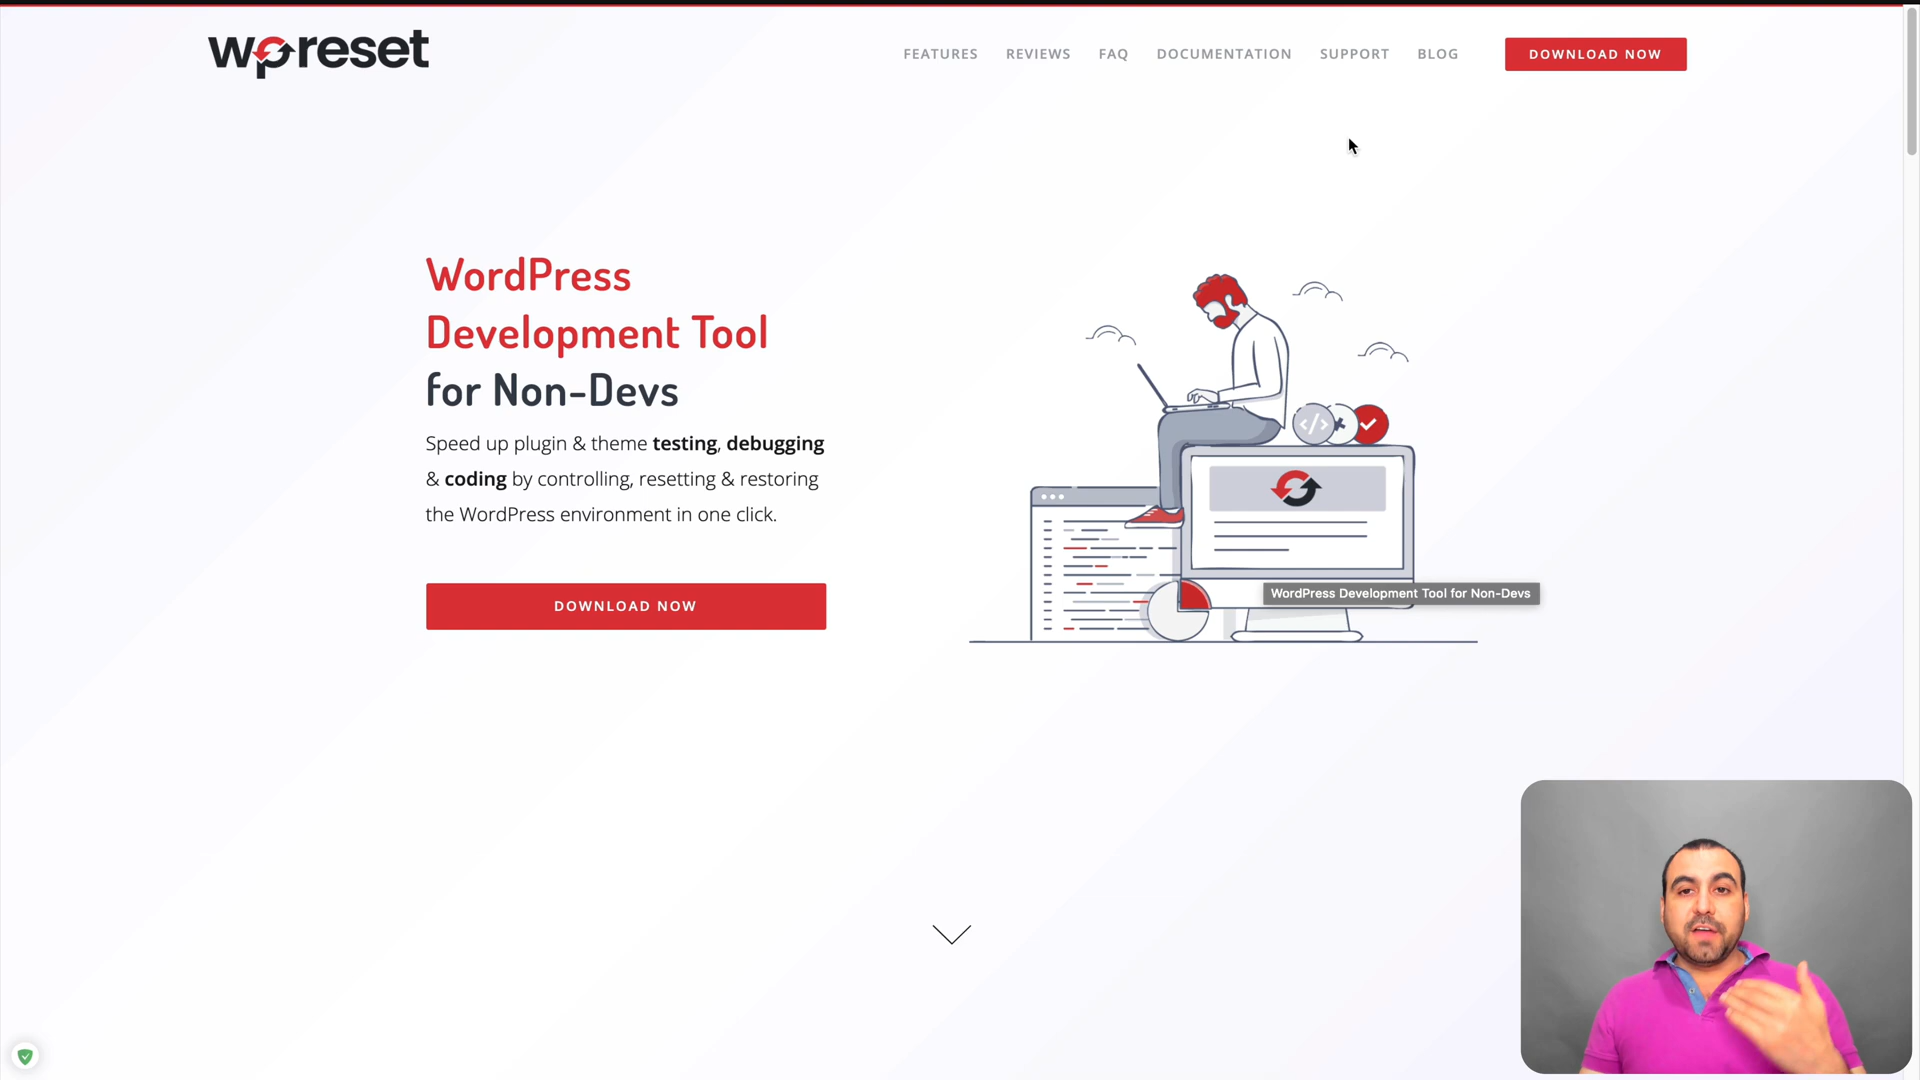 wpreset
FEATURES REVIEWS FAQ DOCUMENTATION SUPPORT BLOG DOWNLOAD NOW
WordPress
Development Tool
for Non-Devs
Speed up plugin & theme testing, debugging
& coding by controlling, resetting & restoring
the WordPress environment in one click.
DOWNLOAD NOW
</>
WordPress Development Tool for Non-Devs